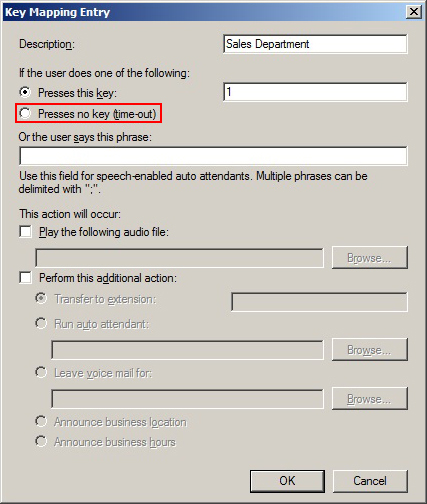 Key Mapping Entry
Description: Sales Department
If the user does one of the following:
Presses this key: 1
Presses no key (time-out)
Or the user says this phrase:
Use this field for speech-enabled auto attendants. Multiple phrases can be
delimited with ";".
This action will occur:
Play the following audio file:
Browse...
Perform this additional action:
Transfer to extension:
Run auto attendant:
Browse...
Leave voice mail for:
Browse...
Announce business location
Announce business hours
OK Cancel